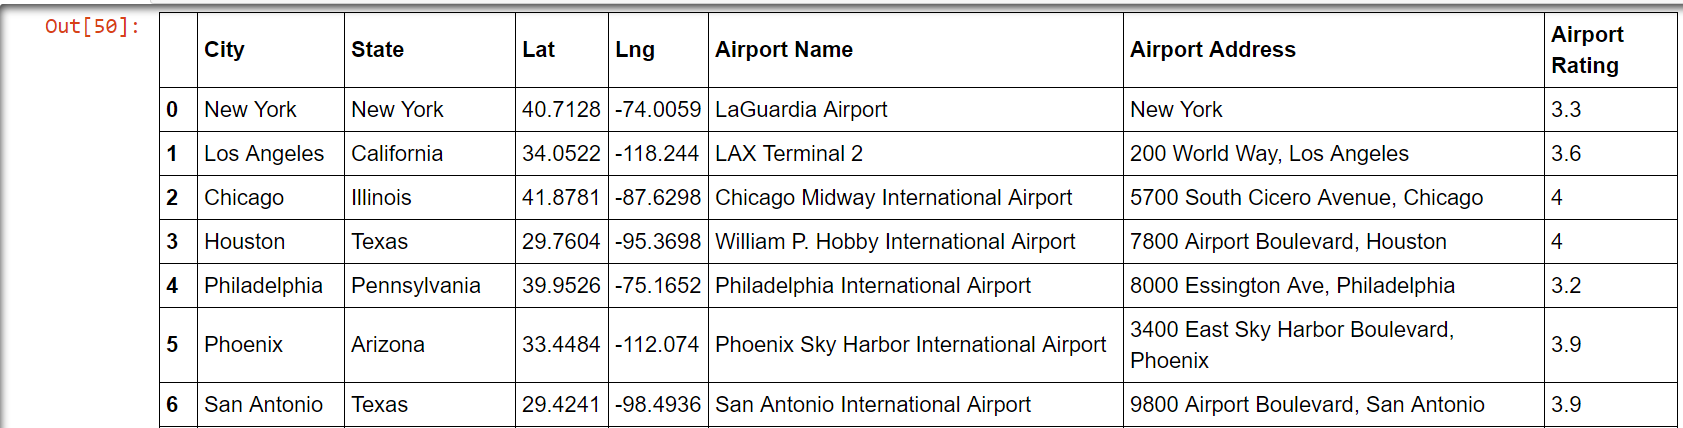 Out[50]:
City State Lat Lng Airport Name Airport Address Airport Rating
0 New York New York 40.7128 -74.0059 LaGuardia Airport New York 3.3
1 Los Angeles California 34.0522 -118.244 LAX Terminal 2 200 World Way, Los Angeles 3.6
2 Chicago Illinois 41.8781 -87.6298 Chicago Midway International Airport 5700 South Cicero Avenue, Chicago 4
3 Houston Texas 29.7604 -95.3698 William P. Hobby International Airport 7800 Airport Boulevard, Houston 4
4 Philadelphia Pennsylvania 39.9526 -75.1652 Philadelphia International Airport 8000 Essington Ave, Philadelphia 3.2
5 Phoenix Arizona 33.4484 -112.074 Phoenix Sky Harbor International Airport 3400 East Sky Harbor Boulevard, Phoenix 3.9
6 San Antonio Texas 29.4241 -98.4936 San Antonio International Airport 9800 Airport Boulevard, San Antonio 3.9